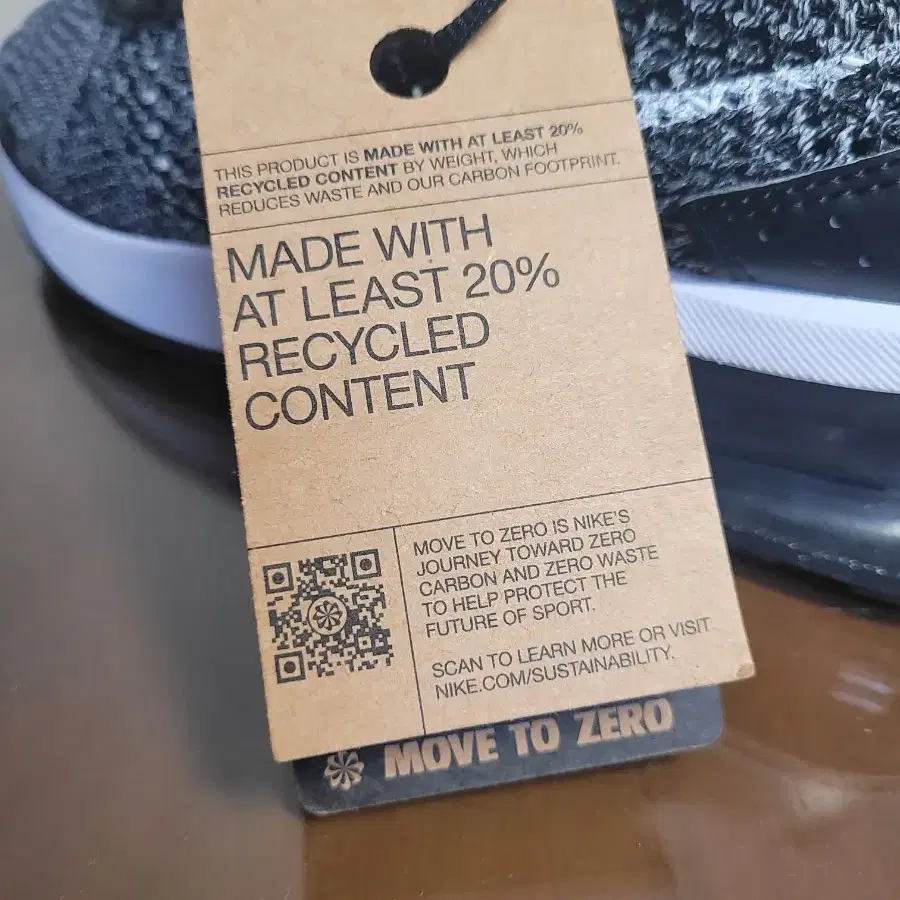 THIS PRODUCT IS MADE WITH AT LEAST 20%
RECYCLED CONTENT BY WEIGHT, WHICH
REDUCES WASTE AND OUR CARBON FOOTPRINT.
MADE WITH
AT LEAST 20%
RECYCLED
CONTENT
MOVE TO ZERO IS NIKE'S
JOURNEY TOWARD ZERO
CARBON AND ZERO WASTE
TO HELP PROTECT THE
FUTURE OF SPORT.
SCAN TO LEARN MORE OR VISIT
NIKE.COM/SUSTAINABILITY.
MOVE TO ZERO